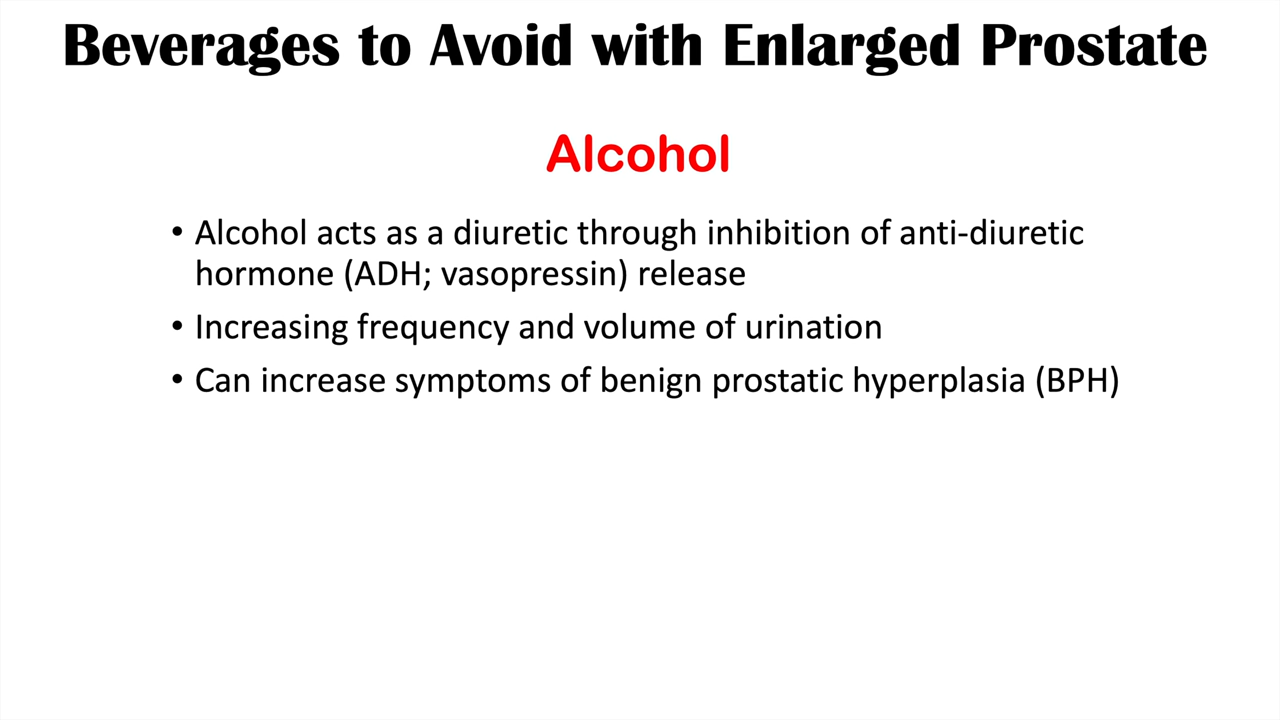 Beverages to Avoid with Enlarged Prostate
Alcohol
• Alcohol acts as a diuretic through inhibition of anti-diuretic
hormone (ADH; vasopressin) release
• Increasing frequency and volume of urination
• Can increase symptoms of benign prostatic hyperplasia (BPH)